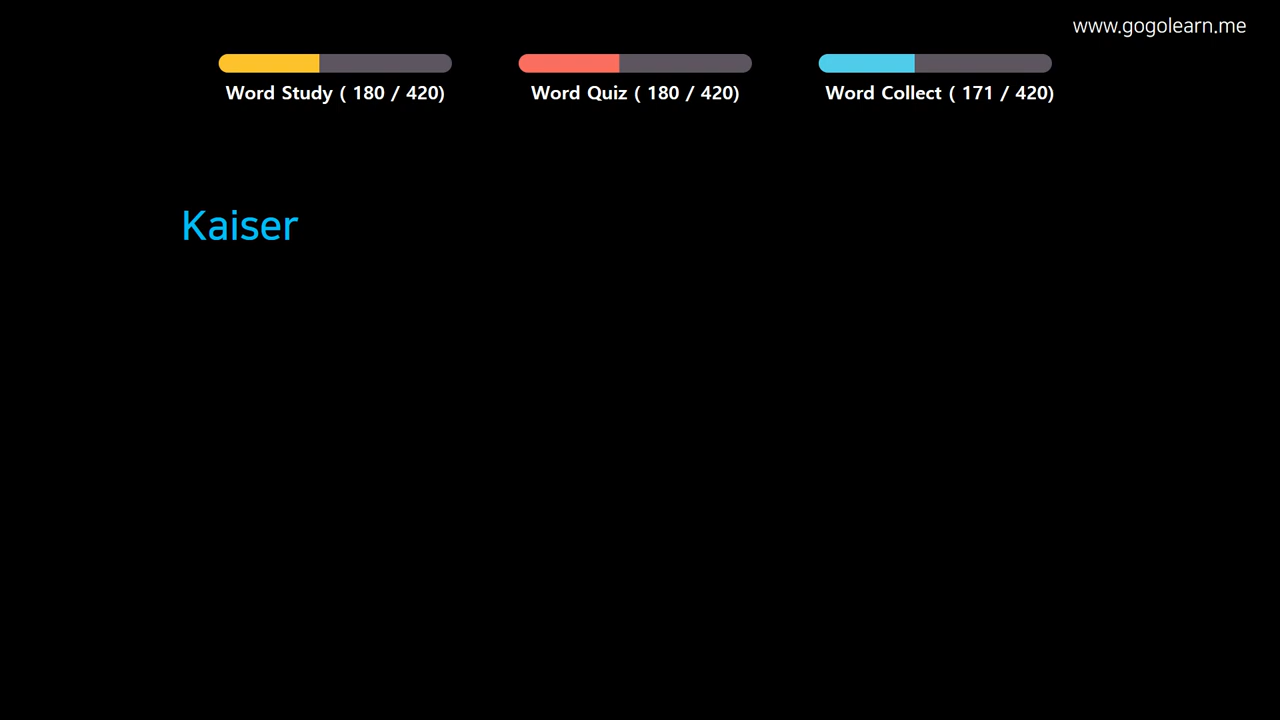 www.gogolearn.me
Word Study ( 180 / 420)
Word Quiz ( 180 / 420)
Word Collect ( 171 / 420)
Kaiser